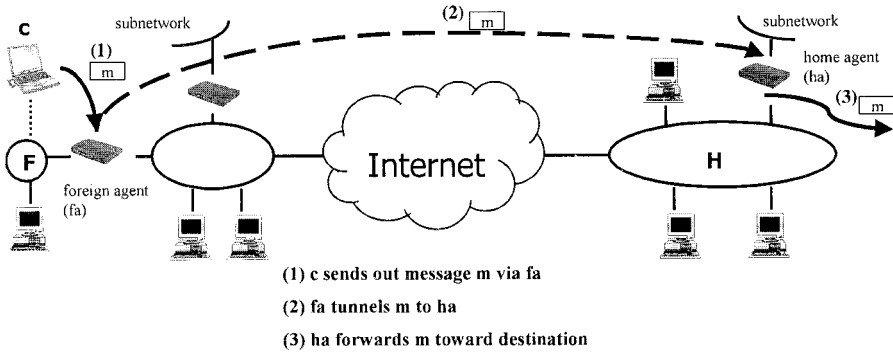 subnetwork
(2)
m
subnetwork
C
(1)
m
home agent
(ha)
(3)
m
F
foreign agent
(fa)
Internet
H
(1) c sends out message m via fa
(2) fa tunnels m to ha
(3) ha forwards m toward destination